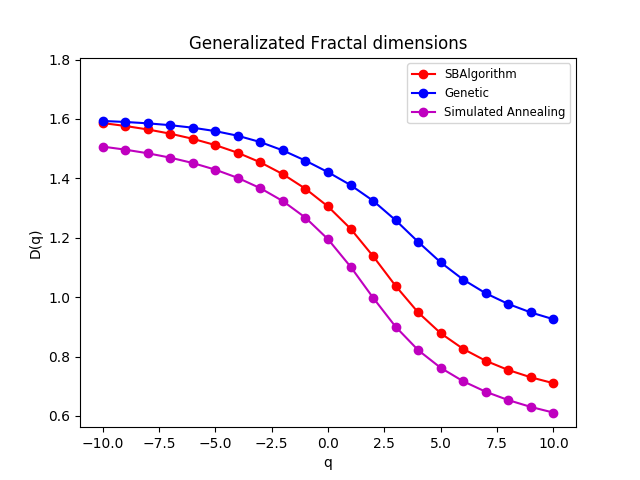 Generalizated Fractal dimensions
SBAlgorithm
Genetic
Simulated Annealing
D(q)
1.8
1.6
1.4
1.2
1.0
0.8
0.6
−10.0 −7.5 −5.0 −2.5 0.0 2.5 5.0 7.5 10.0
q